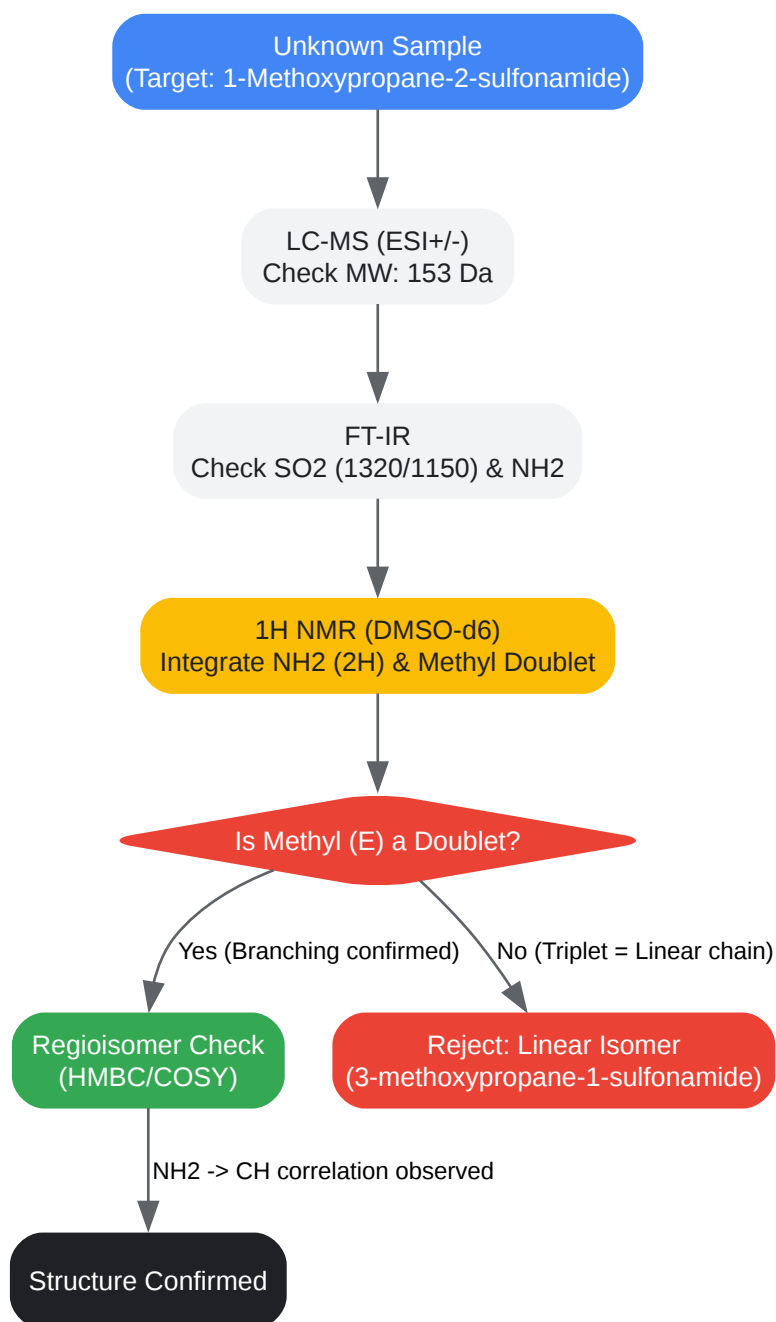 Unknown Sample
(Target: 1-Methoxypropane-2-sulfonamide)
LC-MS (ESI+/-)
Check MW: 153 Da
FT-IR
Check SO2 (1320/1150) & NH2
1H NMR (DMSO-d6)
Integrate NH2 (2H) & Methyl Doublet
Is Methyl (E) a Doublet?
Yes (Branching confirmed)
No (Triplet = Linear chain)
Regioisomer Check
(HMBC/COSY)
Reject: Linear Isomer
(3-methoxypropane-1-sulfonamide)
NH2 -> CH correlation observed
Structure Confirmed